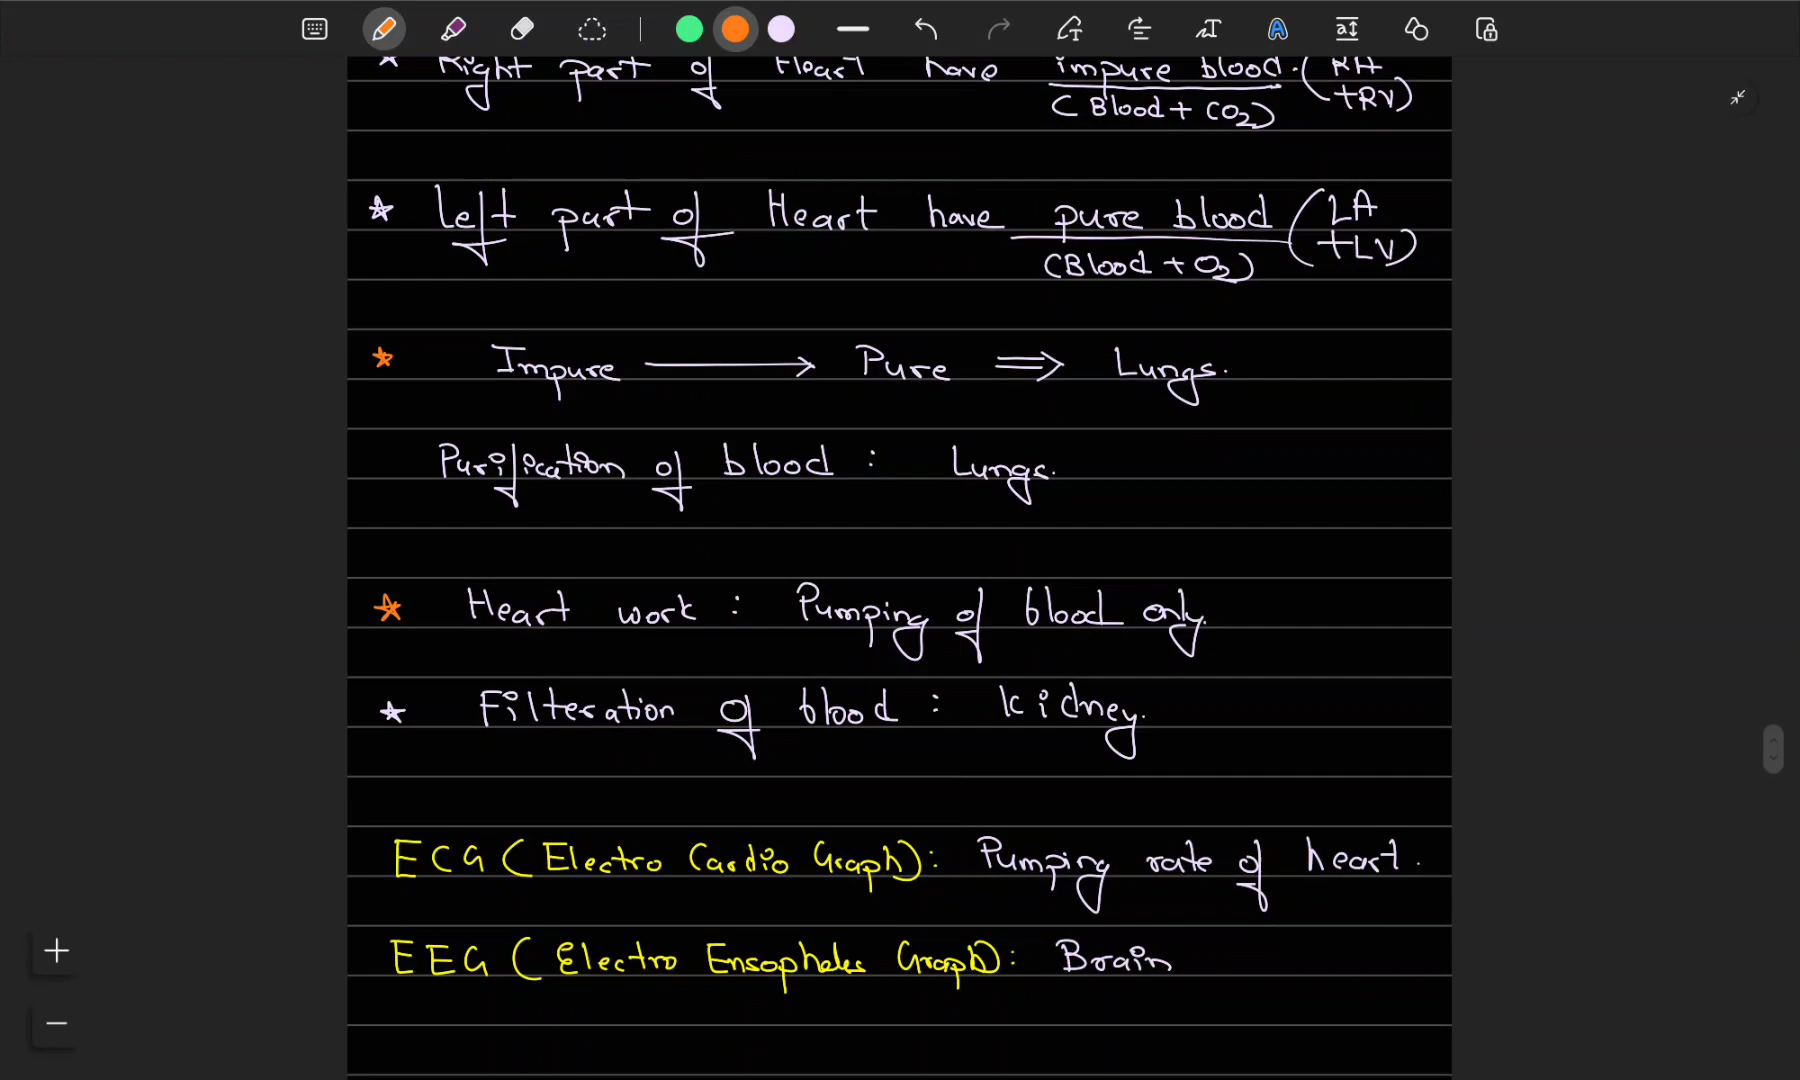 * Right part of Heart have impure blood. (RA
+RV)
(Blood + CO2)
* Left part of Heart have pure blood (LA
+LV)
(Blood + O2)
* Impure → Pure ⇒ Lungs.
Purification of blood : Lungs.
* Heart work : Pumping of blood only.
* Filteration of blood : Kidney.
ECG (Electro Cardio Graph) : Pumping rate of heart.
EEG (Electro Ensophales Graph) : Brain